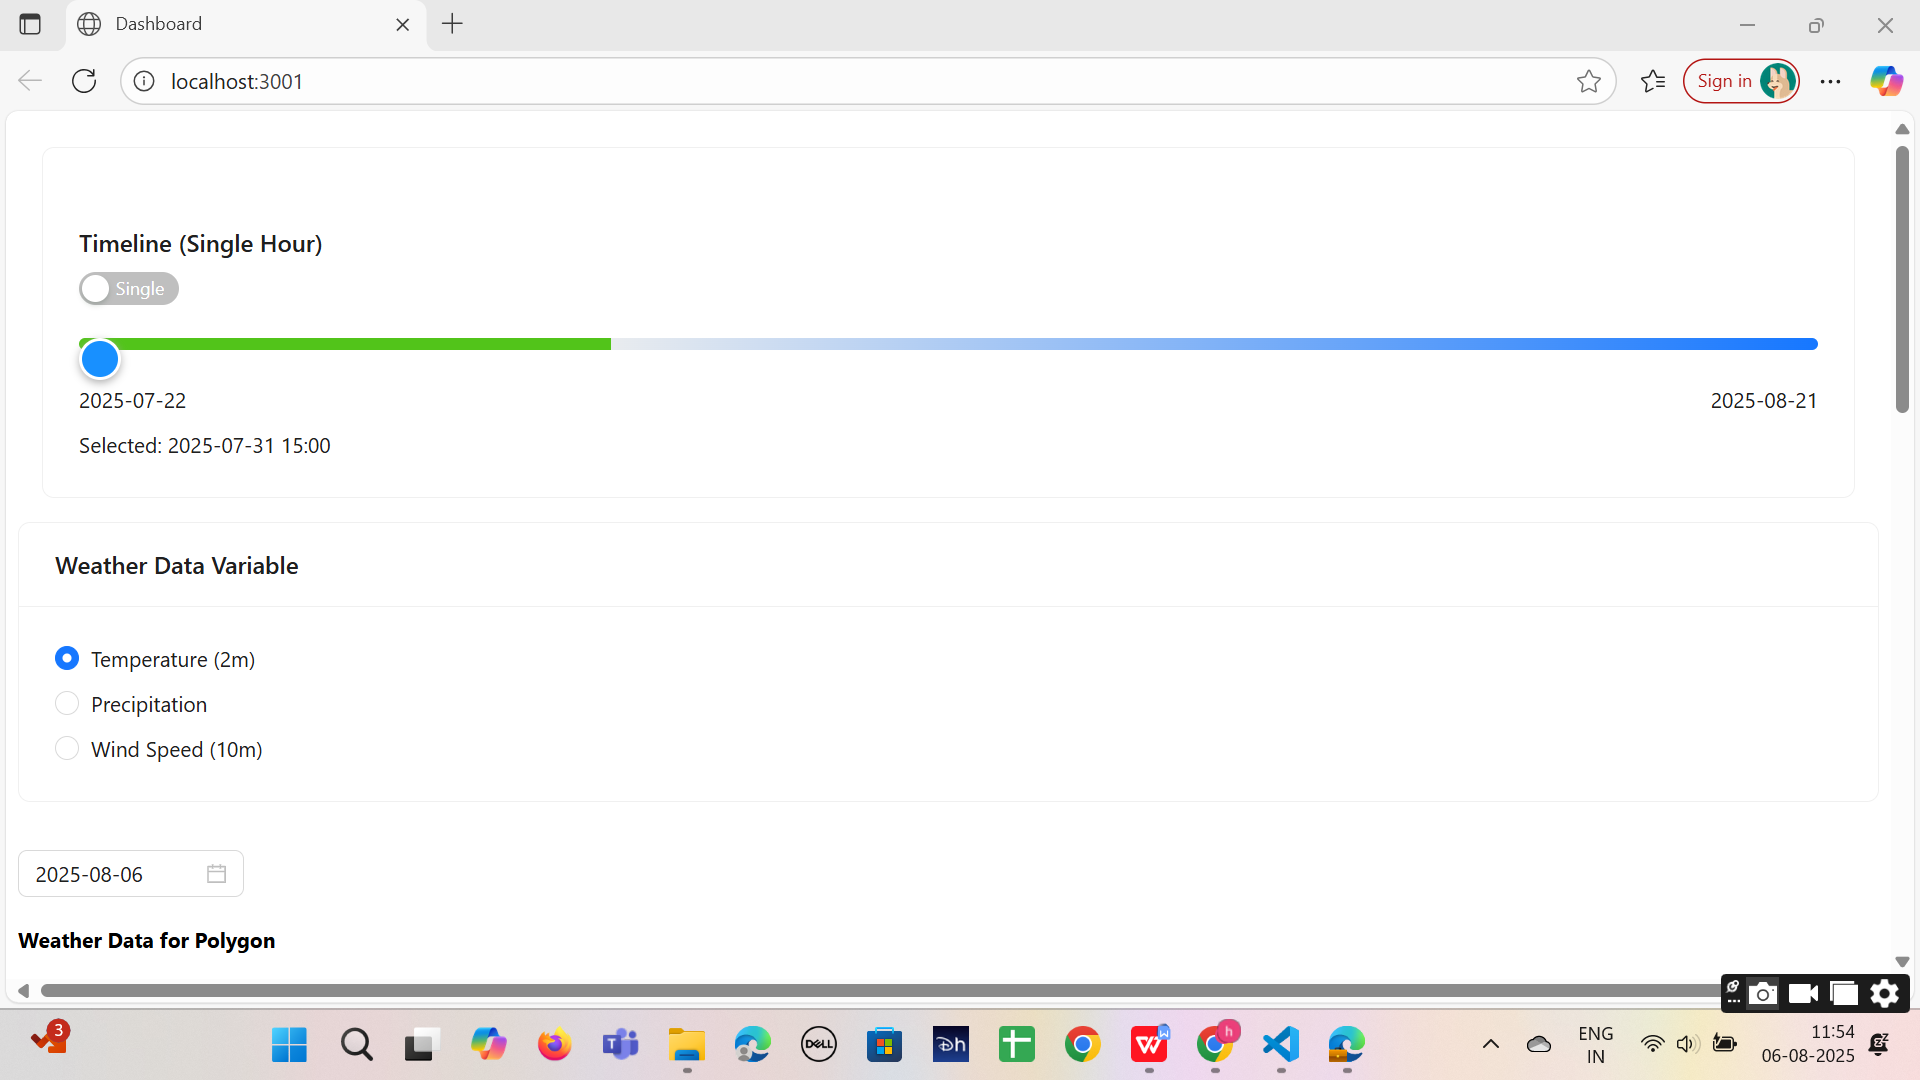 Dashboard
localhost:3001
Sign in
Timeline (Single Hour)
Single
2025-07-22
2025-08-21
Selected: 2025-07-31 15:00
Weather Data Variable
Temperature (2m)
Precipitation
Wind Speed (10m)
2025-08-06
Weather Data for Polygon
3
T
DELL
Dh
W
W
h
ENG
IN
11:54
06-08-2025